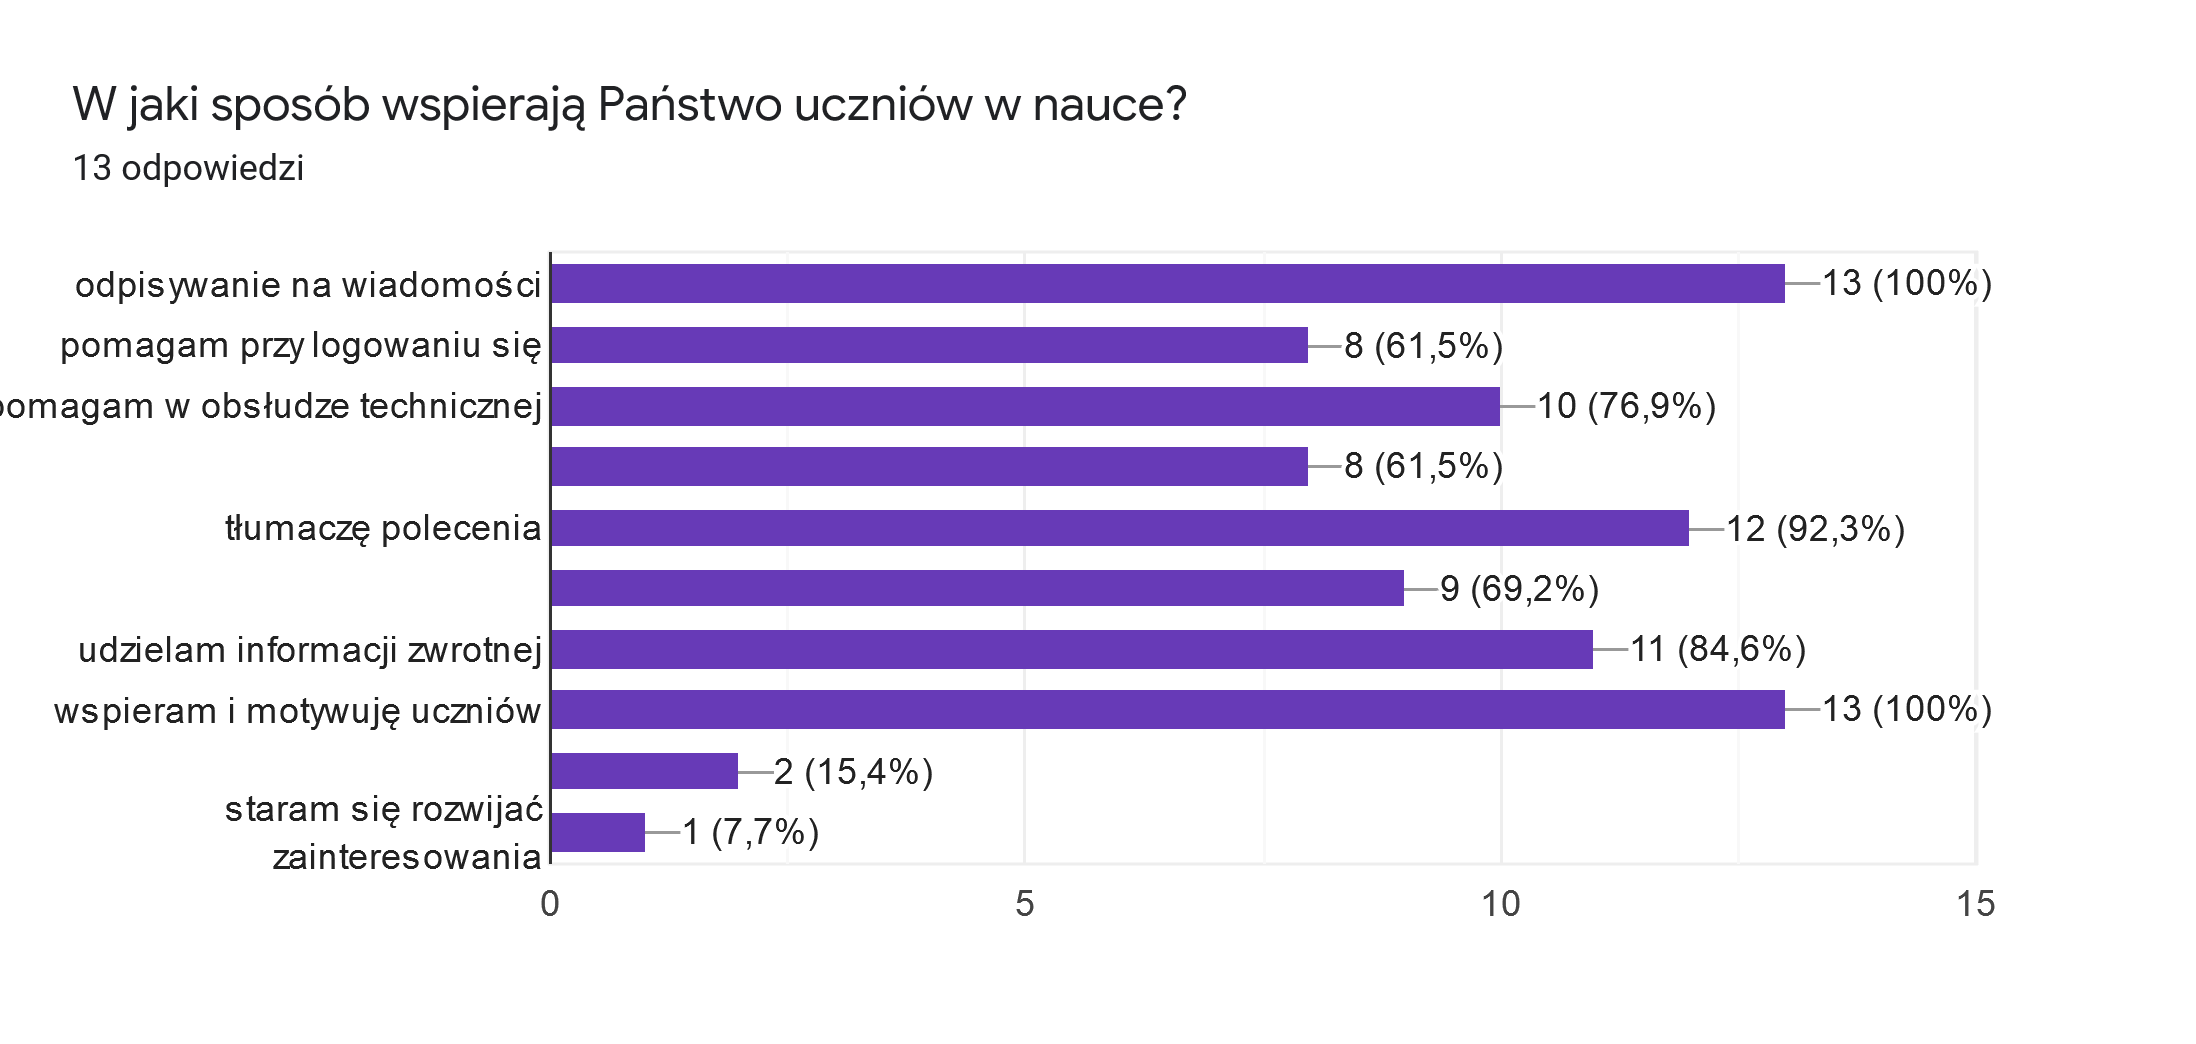 W jaki sposób wspierają Państwo uczniów w nauce?
13 odpowiedzi
odpisywanie na wiadomości 13 (100%)
pomagam przy logowaniu się 8 (61,5%)
omagam w obsłudze technicznej 10 (76,9%)
8 (61,5%)
tłumaczę polecenia 12 (92,3%)
9 (69,2%)
udzielam informacji zwrotnej 11 (84,6%)
wspieram i motywuję uczniów 13 (100%)
2 (15,4%)
staram się rozwijać
zainteresowania 1 (7,7%)
0 5 10 15